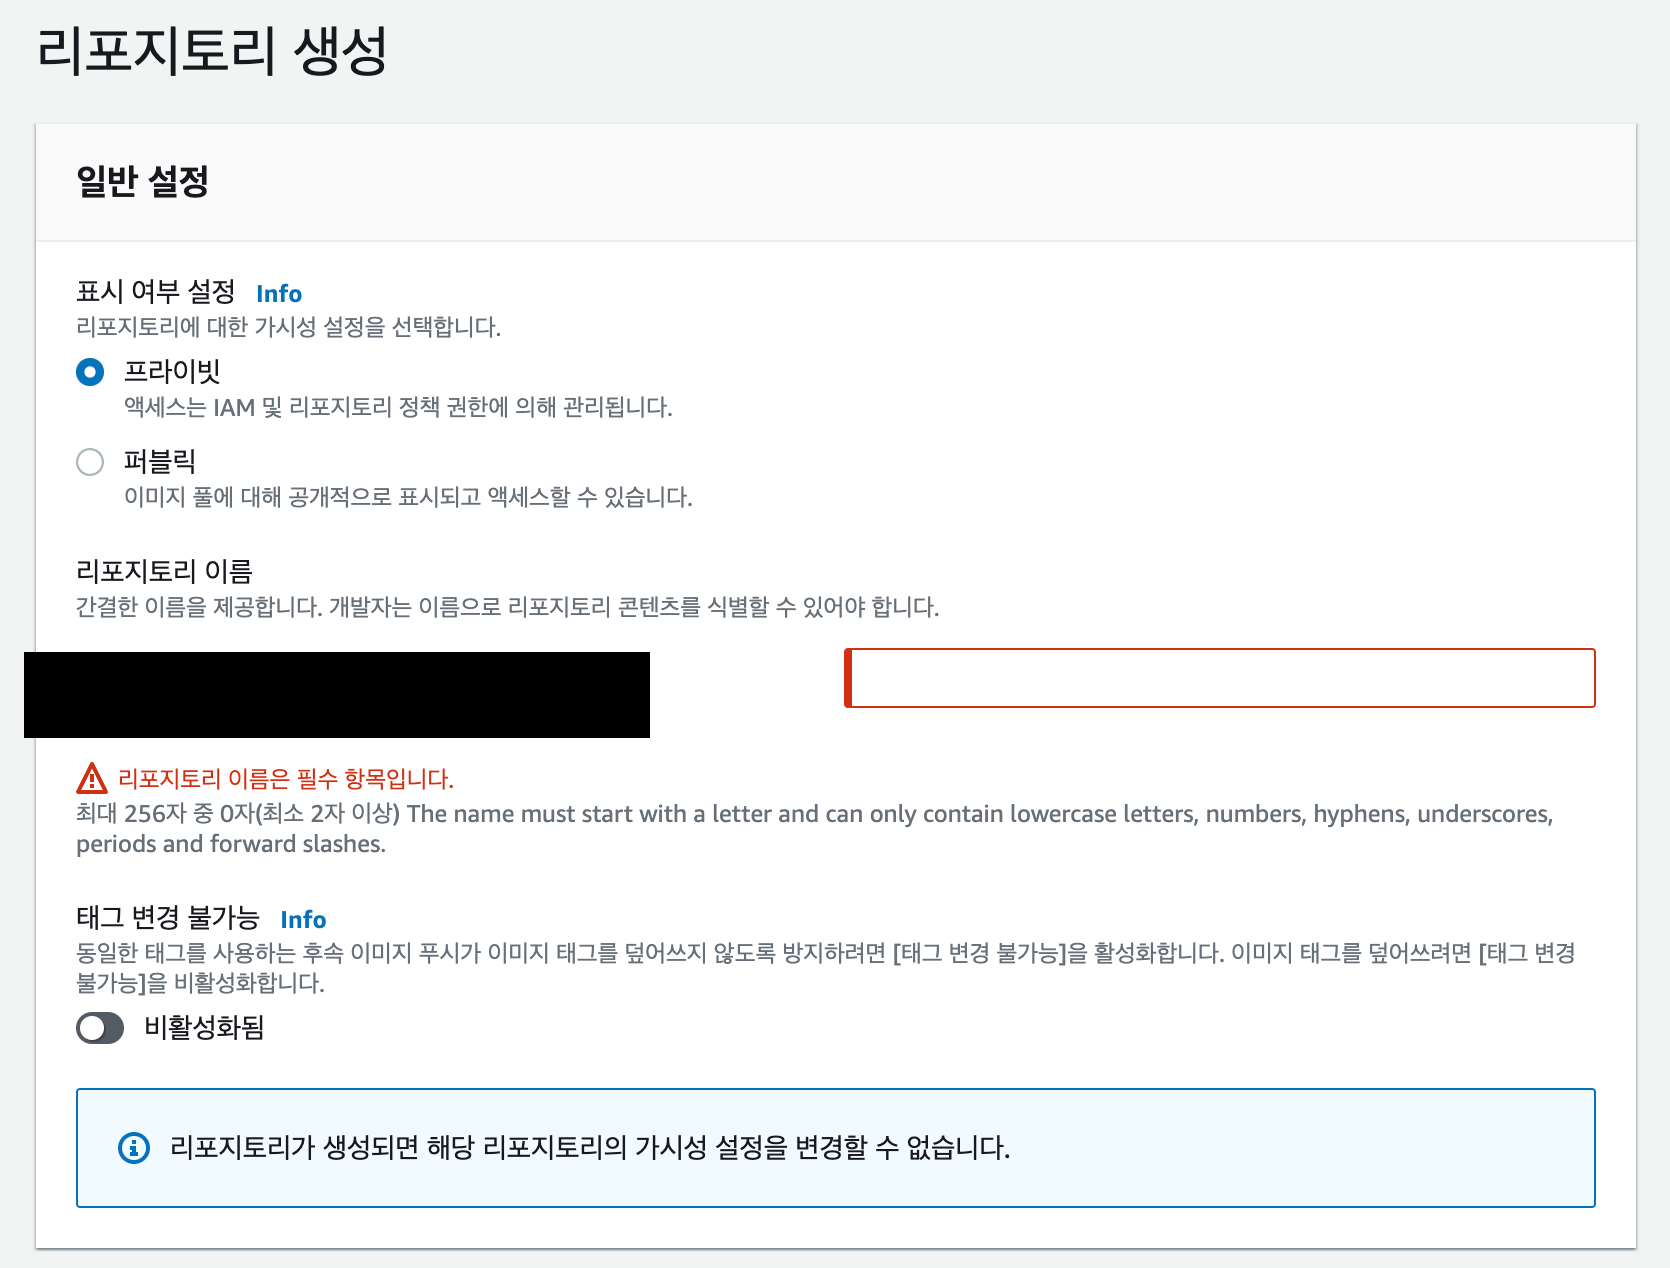 리포지토리 생성
일반 설정
표시 여부 설정 Info
리포지토리에 대한 가시성 설정을 선택합니다.
프라이빗
액세스는 IAM 및 리포지토리 정책 권한에 의해 관리됩니다.
퍼블릭
이미지 풀에 대해 공개적으로 표시되고 액세스할 수 있습니다.
리포지토리 이름
간결한 이름을 제공합니다. 개발자는 이름으로 리포지토리 콘텐츠를 식별할 수 있어야 합니다.
리포지토리 이름은 필수 항목입니다.
최대 256자 중 0자(최소 2자 이상) The name must start with a letter and can only contain lowercase letters, numbers, hyphens, underscores,
periods and forward slashes.
태그 변경 불가능 Info
동일한 태그를 사용하는 후속 이미지 푸시가 이미지 태그를 덮어쓰지 않도록 방지하려면 [태그 변경 불가능]을 활성화합니다. 이미지 태그를 덮어쓰려면 [태그 변경
불가능]을 비활성화합니다.
비활성화됨
리포지토리가 생성되면 해당 리포지토리의 가시성 설정을 변경할 수 없습니다.